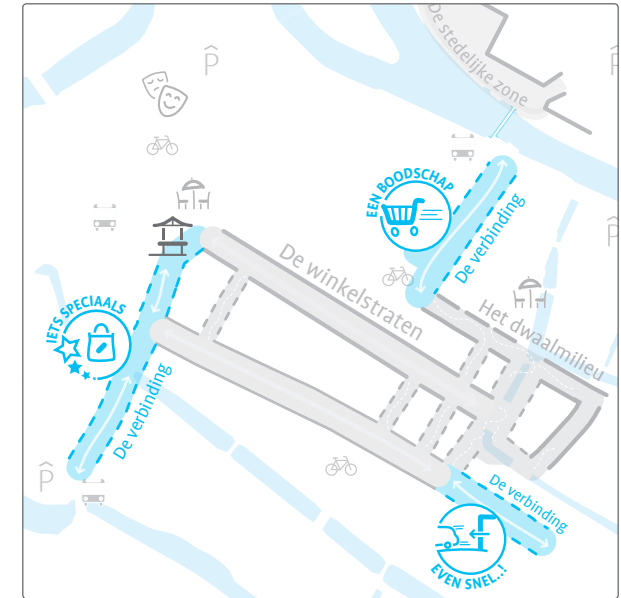 De stedelijke zone
P
P
P
EEN BOODSCHAP
De verbinding
De winkelstraten
Het dwaalmilieu
P
IETS SPECIAALS
De verbinding
P
De verbinding
EVEN SNEL..!